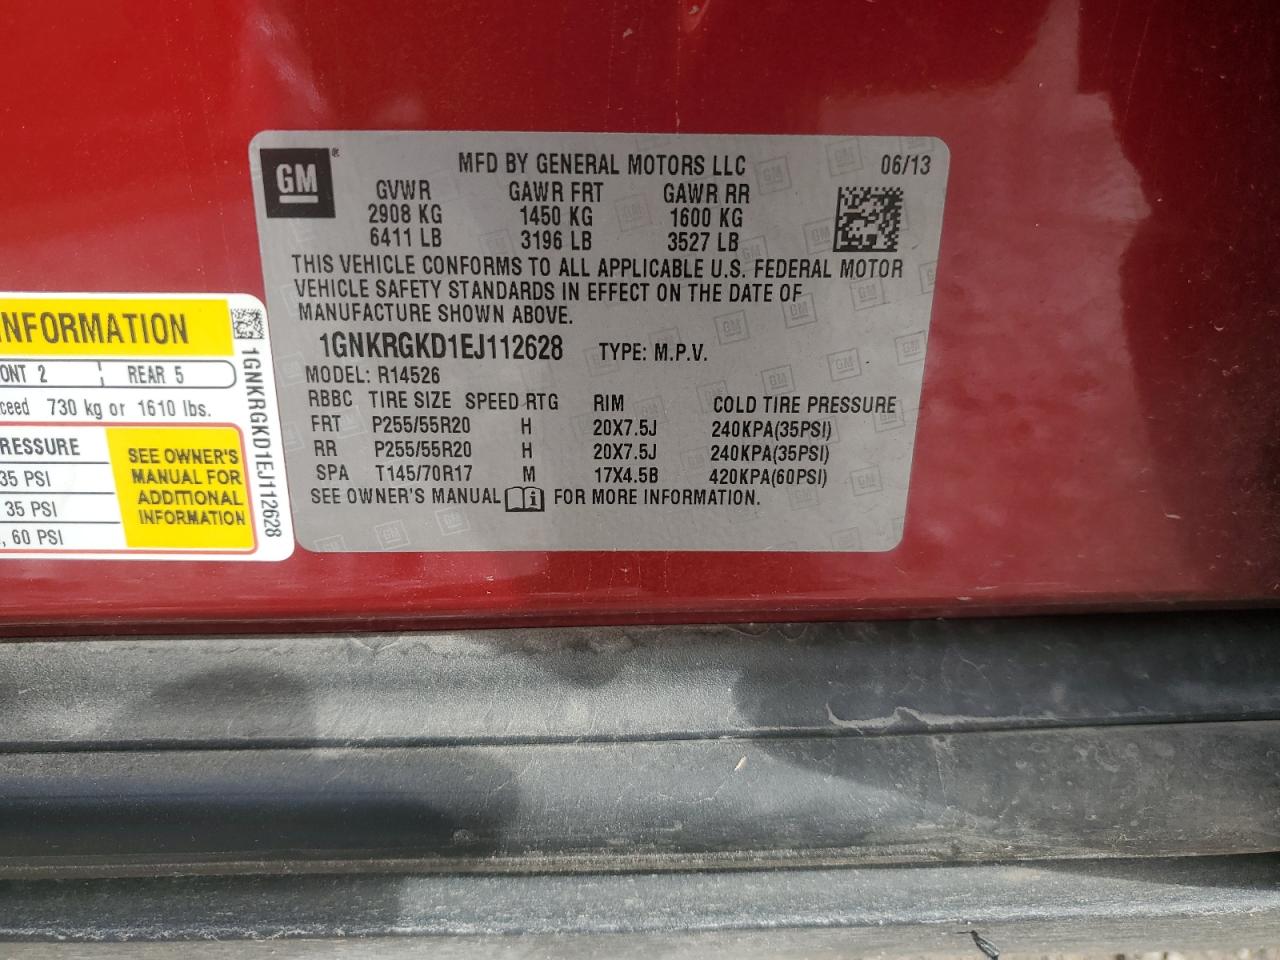 GM®
MFD BY GENERAL MOTORS LLC 06/13
GVWR GAWR FRT GAWR RR
2908 KG 1450 KG 1600 KG
6411 LB 3196 LB 3527 LB
THIS VEHICLE CONFORMS TO ALL APPLICABLE U.S. FEDERAL MOTOR
VEHICLE SAFETY STANDARDS IN EFFECT ON THE DATE OF
MANUFACTURE SHOWN ABOVE.
1GNKRGKD1EJ112628 TYPE: M.P.V.
MODEL: R14526
RBBC TIRE SIZE SPEED RTG RIM COLD TIRE PRESSURE
FRT P255/55R20 H 20X7.5J 240KPA(35PSI)
RR P255/55R20 H 20X7.5J 240KPA(35PSI)
SPA T145/70R17 M 17X4.5B 420KPA(60PSI)
SEE OWNER'S MANUAL FOR MORE INFORMATION.
NFORMATION
ONT 2 REAR 5
ceed 730 kg or 1610 lbs.
RESSURE
35 PSI
35 PSI
, 60 PSI
SEE OWNER'S
MANUAL FOR
ADDITIONAL
INFORMATION
1GNKRGKD1EJ112628